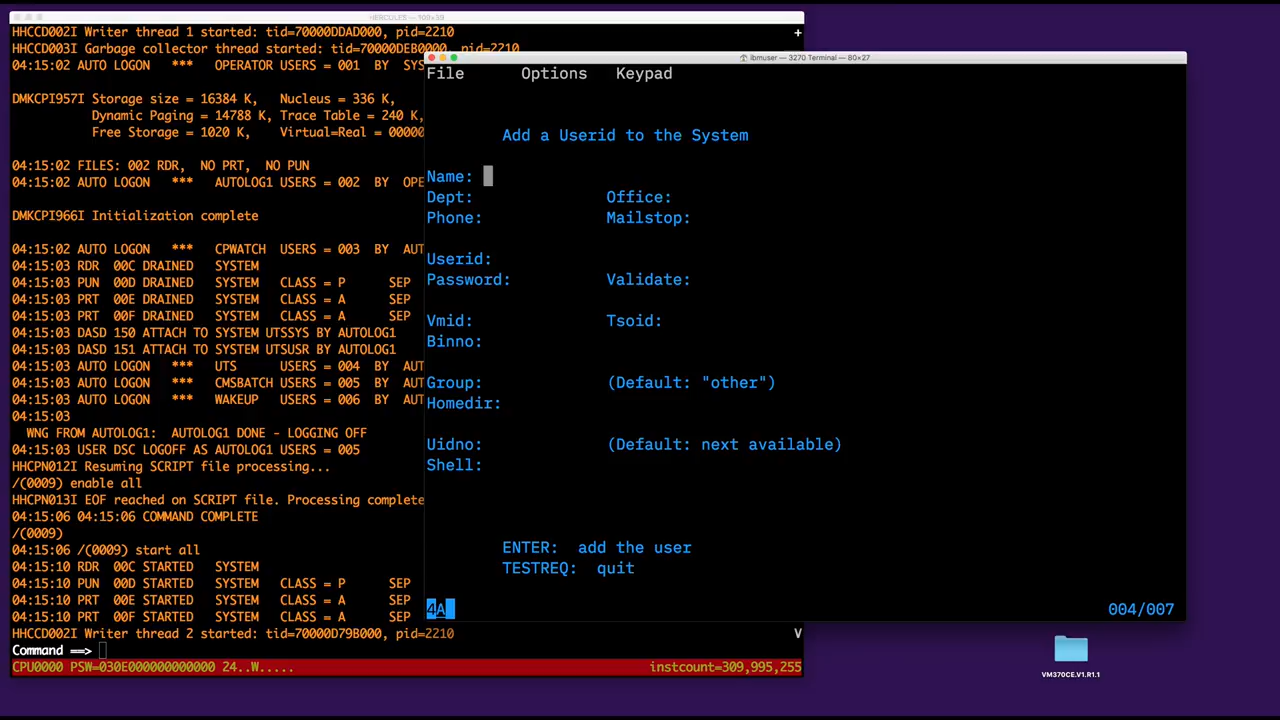 HERCULES — 109×39
HHCCD002I Writer thread 1 started: tid=70000DDAD000, pid=2210
+
HHCCD003I Garbage collector thread started: tid=70000DEB0000, pid=2210
04:15:02 AUTO LOGON *** OPERATOR USERS = 001 BY SYS
DMKCPI957I Storage size = 16384 K, Nucleus = 336 K,
Dynamic Paging = 14788 K, Trace Table = 240 K,
Free Storage = 1020 K, Virtual=Real = 00000
04:15:02 FILES: 002 RDR, NO PRT, NO PUN
04:15:02 AUTO LOGON *** AUTOLOG1 USERS = 002 BY OPE
DMKCPI966I Initialization complete
04:15:02 AUTO LOGON *** CPWATCH USERS = 003 BY AUT
04:15:03 RDR 00C DRAINED SYSTEM
04:15:03 PUN 00D DRAINED SYSTEM CLASS = P SEP
04:15:03 PRT 00E DRAINED SYSTEM CLASS = A SEP
04:15:03 PRT 00F DRAINED SYSTEM CLASS = A SEP
04:15:03 DASD 150 ATTACH TO SYSTEM UTSSYS BY AUTOLOG1
04:15:03 DASD 151 ATTACH TO SYSTEM UTSUSR BY AUTOLOG1
04:15:03 AUTO LOGON *** UTS USERS = 004 BY AUT
04:15:03 AUTO LOGON *** CMSBATCH USERS = 005 BY AUT
04:15:03 AUTO LOGON *** WAKEUP USERS = 006 BY AUT
04:15:03
WNG FROM AUTOLOG1: AUTOLOG1 DONE - LOGGING OFF
04:15:03 USER DSC LOGOFF AS AUTOLOG1 USERS = 005
HHCPN012I Resuming SCRIPT file processing...
/(0009) enable all
HHCPN013I EOF reached on SCRIPT file. Processing complete
04:15:06 04:15:06 COMMAND COMPLETE
/(0009)
04:15:06 /(0009) start all
04:15:10 RDR 00C STARTED SYSTEM
04:15:10 PUN 00D STARTED SYSTEM CLASS = P SEP
04:15:10 PRT 00E STARTED SYSTEM CLASS = A SEP
04:15:10 PRT 00F STARTED SYSTEM CLASS = A SEP
HHCCD002I Writer thread 2 started: tid=70000D79B000, pid=2210
V
Command ==>
CPU0000 PSW=030E000000000000 24..W..... instcount=309,995,255
ibmuser — 3270 Terminal — 80×27
File Options Keypad
Add a Userid to the System
Name:
Dept: Office:
Phone: Mailstop:
Userid:
Password: Validate:
Vmid: Tsoid:
Binno:
Group: (Default: "other")
Homedir:
Uidno: (Default: next available)
Shell:
ENTER: add the user
TESTREQ: quit
4A 004/007
VM370CE.V1.R1.1